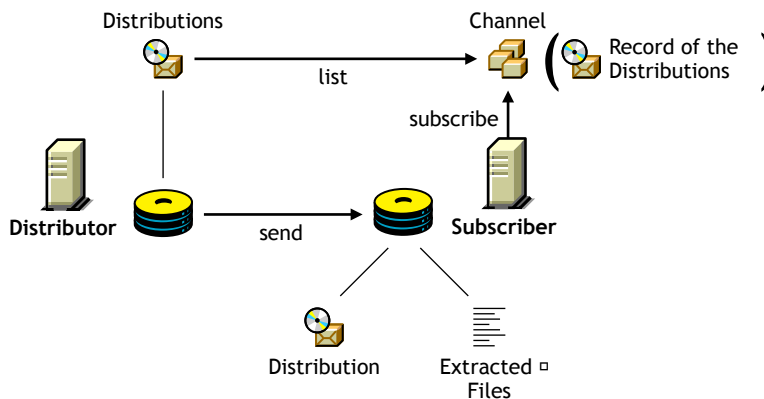 Distributions
Channel
Record of the
Distributions
list
subscribe
Distributor
send
Subscriber
Distribution
Extracted
Files